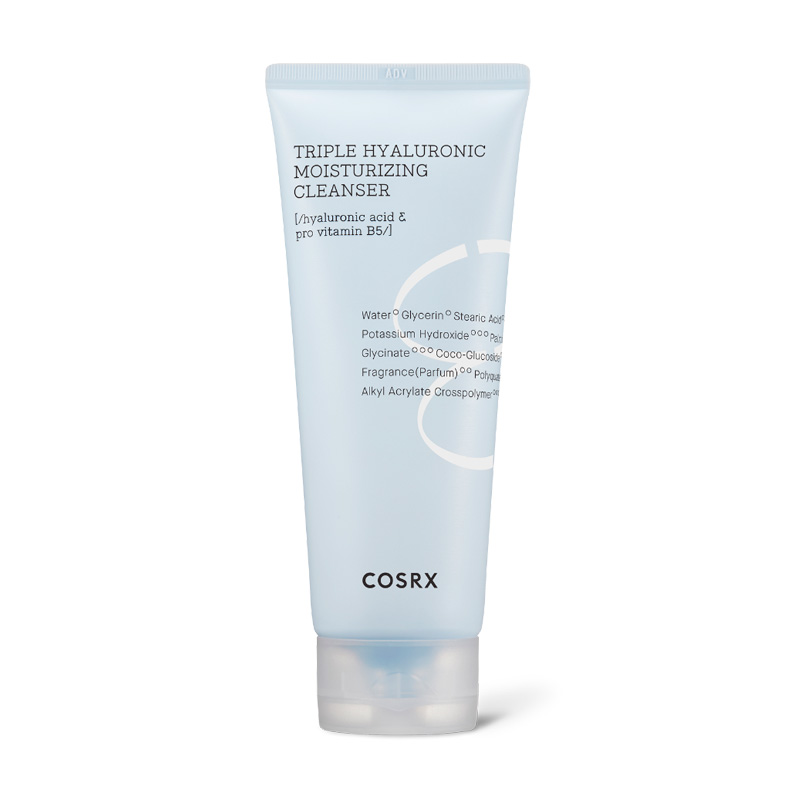 ADV
TRIPLE HYALURONIC
MOISTURIZING
CLEANSER
[/hyaluronic acid &
pro vitamin B5/]
Water° Glycerin° Stearic Acid
Potassium Hydroxide°°°
Glycinate°°° Coco-Glucoside
Fragrance(Parfum)°°
Alkyl Acrylate Crosspolymer
COSRX